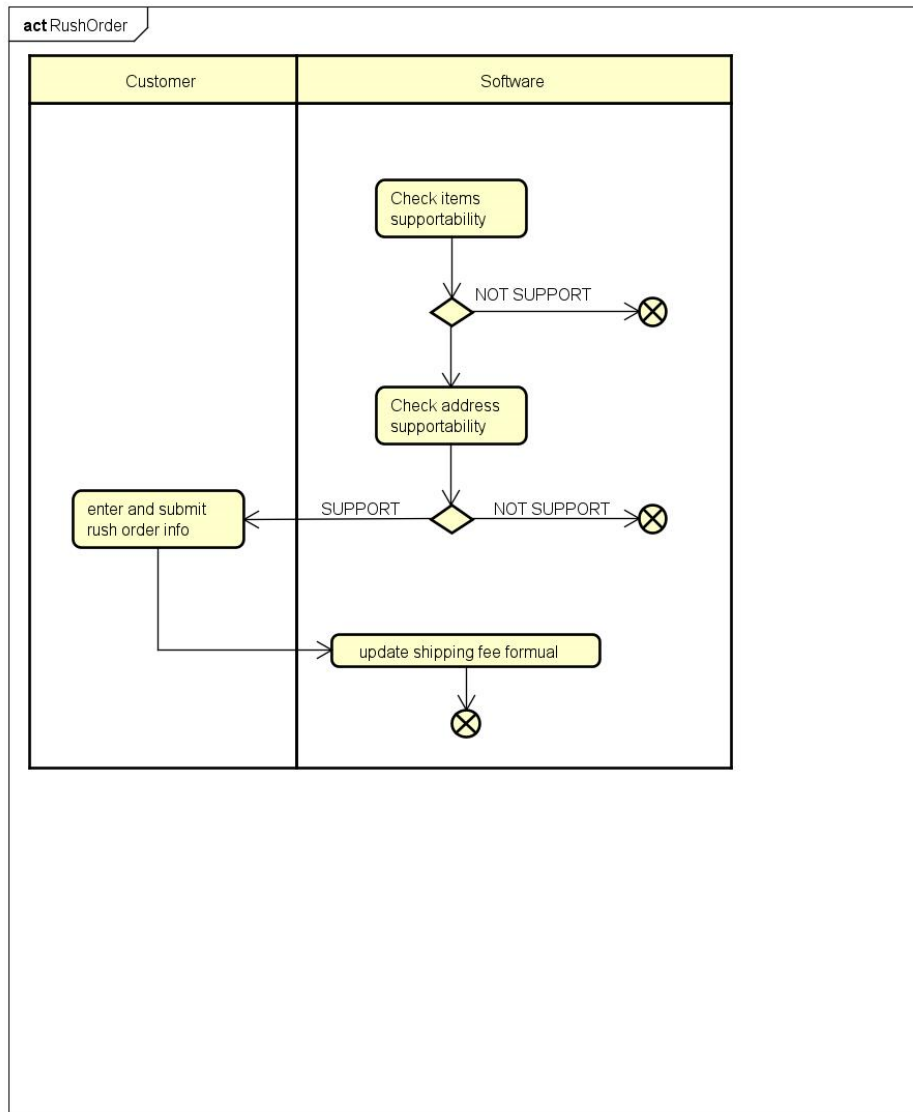 act RushOrder
Customer
Software
Check items
supportability
NOT SUPPORT
Check address
supportability
SUPPORT
NOT SUPPORT
enter and submit
rush order info
update shipping fee formual